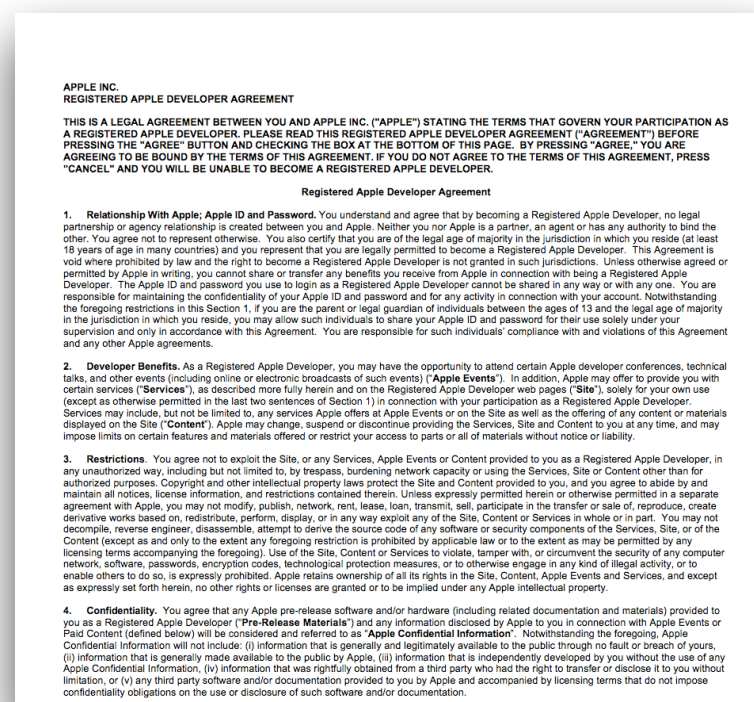 APPLE INC.
REGISTERED APPLE DEVELOPER AGREEMENT
THIS IS A LEGAL AGREEMENT BETWEEN YOU AND APPLE INC. ("APPLE") STATING THE TERMS THAT GOVERN YOUR PARTICIPATION AS
A REGISTERED APPLE DEVELOPER. PLEASE READ THIS REGISTERED APPLE DEVELOPER AGREEMENT ("AGREEMENT") BEFORE
PRESSING THE "AGREE" BUTTON AND CHECKING THE BOX AT THE BOTTOM OF THIS PAGE. BY PRESSING "AGREE," YOU ARE
AGREEING TO BE BOUND BY THE TERMS OF THIS AGREEMENT. IF YOU DO NOT AGREE TO THE TERMS OF THIS AGREEMENT, PRESS
"CANCEL" AND YOU WILL BE UNABLE TO BECOME A REGISTERED APPLE DEVELOPER.
Registered Apple Developer Agreement
1. Relationship With Apple; Apple ID and Password. You understand and agree that by becoming a Registered Apple Developer, no legal
partnership or agency relationship is created between you and Apple. Neither you nor Apple is a partner, an agent or has any authority to bind the
other. You agree not to represent otherwise. You also certify that you are of the legal age of majority in the jurisdiction in which you reside (at least
18 years of age in many countries) and you represent that you are legally permitted to become a Registered Apple Developer. This Agreement is
void where prohibited by law and the right to become a Registered Apple Developer is not granted in such jurisdictions. Unless otherwise agreed or
permitted by Apple in writing, you cannot share or transfer any benefits you receive from Apple in connection with being a Registered Apple
Developer. The Apple ID and password you use to login as a Registered Apple Developer cannot be shared in any way or with any one. You are
responsible for maintaining the confidentiality of your Apple ID and password and for any activity in connection with your account. Notwithstanding
the foregoing restrictions in this Section 1, if you are the parent or legal guardian of individuals between the ages of 13 and the legal age of majority
in the jurisdiction in which you reside, you may allow such individuals to share your Apple ID and password for their use solely under your
supervision and only in accordance with this Agreement. You are responsible for such individuals' compliance with and violations of this Agreement
and any other Apple agreements.
2. Developer Benefits. As a Registered Apple Developer, you may have the opportunity to attend certain Apple developer conferences, technical
talks, and other events (including online or electronic broadcasts of such events) ("Apple Events"). In addition, Apple may offer to provide you with
certain services ("Services"), as described more fully herein and on the Registered Apple Developer web pages ("Site"), solely for your own use
(except as otherwise permitted in the last two sentences of Section 1) in connection with your participation as a Registered Apple Developer.
Services may include, but not be limited to, any services Apple offers at Apple Events or on the Site as well as the offering of any content or materials
displayed on the Site ("Content"). Apple may change, suspend or discontinue providing the Services, Site and Content to you at any time, and may
impose limits on certain features and materials offered or restrict your access to parts or all of materials without notice or liability.
3. Restrictions. You agree not to exploit the Site, or any Services, Apple Events or Content provided to you as a Registered Apple Developer, in
any unauthorized way, including but not limited to, by trespass, burdening network capacity or using the Services, Site or Content other than for
authorized purposes. Copyright and other intellectual property laws protect the Site and Content provided to you, and you agree to abide by and
maintain all notices, license information, and restrictions contained therein. Unless expressly permitted herein or otherwise permitted in a separate
agreement with Apple, you may not modify, publish, network, rent, lease, loan, transmit, sell, participate in the transfer or sale of, reproduce, create
derivative works based on, redistribute, perform, display, or in any way exploit any of the Site, Content or Services in whole or in part. You may not
decompile, reverse engineer, disassemble, attempt to derive the source code of any software or security components of the Services, Site, or of the
Content (except as and only to the extent any foregoing restriction is prohibited by applicable law or to the extent as may be permitted by any
licensing terms accompanying the foregoing). Use of the Site, Content or Services to violate, tamper with, or circumvent the security of any computer
network, software, passwords, encryption codes, technological protection measures, or to otherwise engage in any kind of illegal activity, or to
enable others to do so, is expressly prohibited. Apple retains ownership of all its rights in the Site, Content, Apple Events and Services, and except
as expressly set forth herein, no other rights or licenses are granted or to be implied under any Apple intellectual property.
4. Confidentiality. You agree that any Apple pre-release software and/or hardware (including related documentation and materials) provided to
you as a Registered Apple Developer ("Pre-Release Materials") and any information disclosed by Apple to you in connection with Apple Events or
Paid Content (defined below) will be considered and referred to as "Apple Confidential Information". Notwithstanding the foregoing, Apple
Confidential Information will not include: (i) information that is generally and legitimately available to the public through no fault or breach of yours,
(ii) information that is generally made available to the public by Apple, (iii) information that is independently developed by you without the use of any
Apple Confidential Information, (iv) information that was rightfully obtained from a third party who had the right to transfer or disclose it to you without
limitation, or (v) any third party software and/or documentation provided to you by Apple and accompanied by licensing terms that do not impose
confidentiality obligations on the use or disclosure of such software and/or documentation.